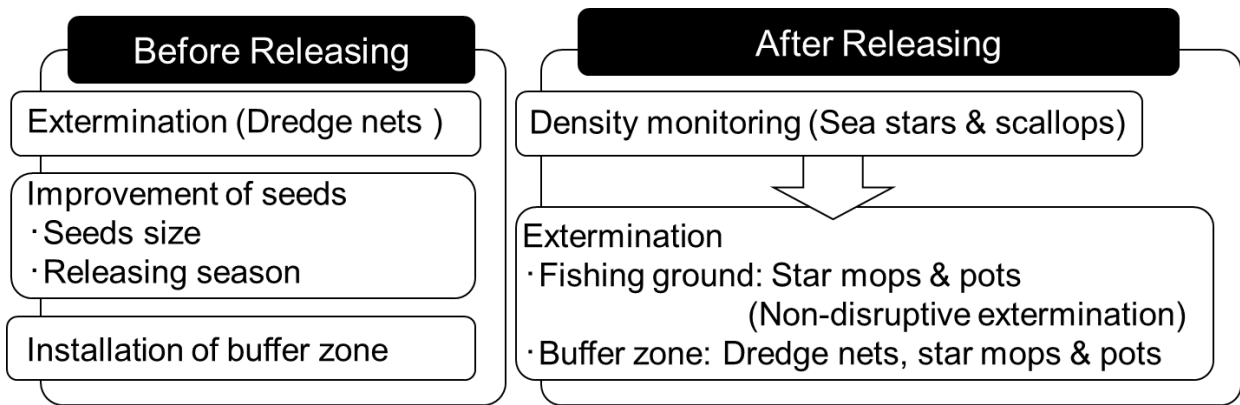 Before Releasing
Extermination (Dredge nets )
Improvement of seeds
·Seeds size
·Releasing season
Installation of buffer zone
After Releasing
Density monitoring (Sea stars & scallops)
Extermination
·Fishing ground: Star mops & pots
(Non-disruptive extermination)
·Buffer zone: Dredge nets, star mops & pots